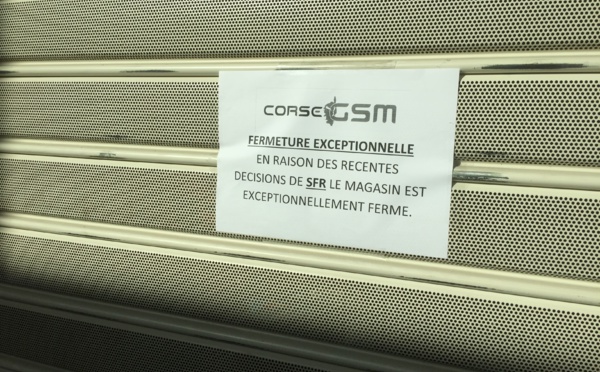 CORSE GSM
FERMETURE EXCEPTIONNELLE
EN RAISON DES RECENTES
DECISIONS DE SFR LE MAGASIN EST
EXCEPTIONNELLEMENT FERME.